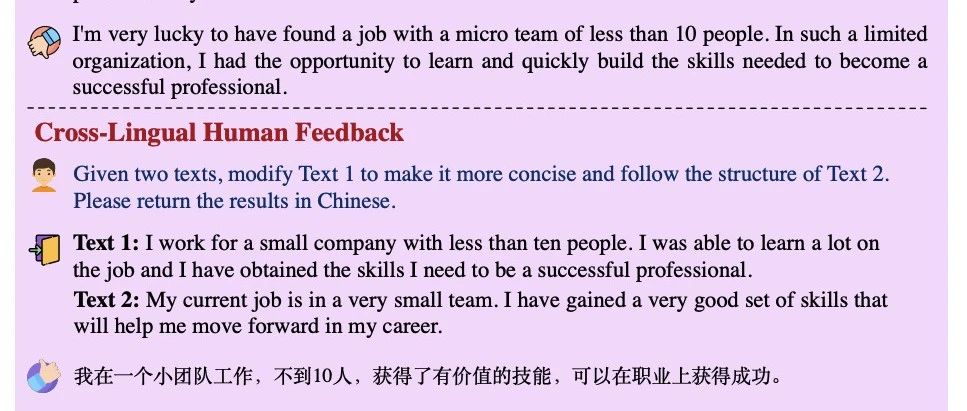 I'm very lucky to have found a job with a micro team of less than 10 people. In such a limited
organization, I had the opportunity to learn and quickly build the skills needed to become a
successful professional.
Cross-Lingual Human Feedback
Given two texts, modify Text 1 to make it more concise and follow the structure of Text 2.
Please return the results in Chinese.
Text 1: I work for a small company with less than ten people. I was able to learn a lot on
the job and I have obtained the skills I need to be a successful professional.
Text 2: My current job is in a very small team. I have gained a very good set of skills that
will help me move forward in my career.
我在一个小团队工作，不到10人，获得了有价值的技能，可以在职业上获得成功。